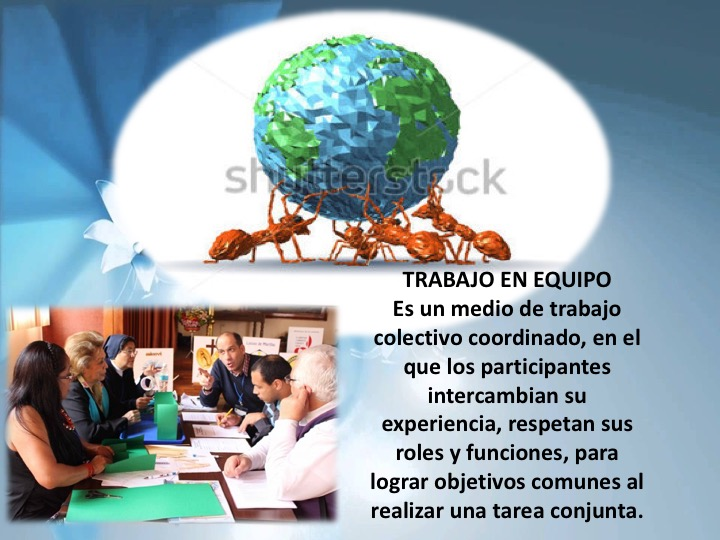 shutterstock
TRABAJO EN EQUIPO
Es un medio de trabajo
colectivo coordinado, en el
que los participantes
intercambian su
experiencia, respetan sus
roles y funciones, para
lograr objetivos comunes al
realizar una tarea conjunta.